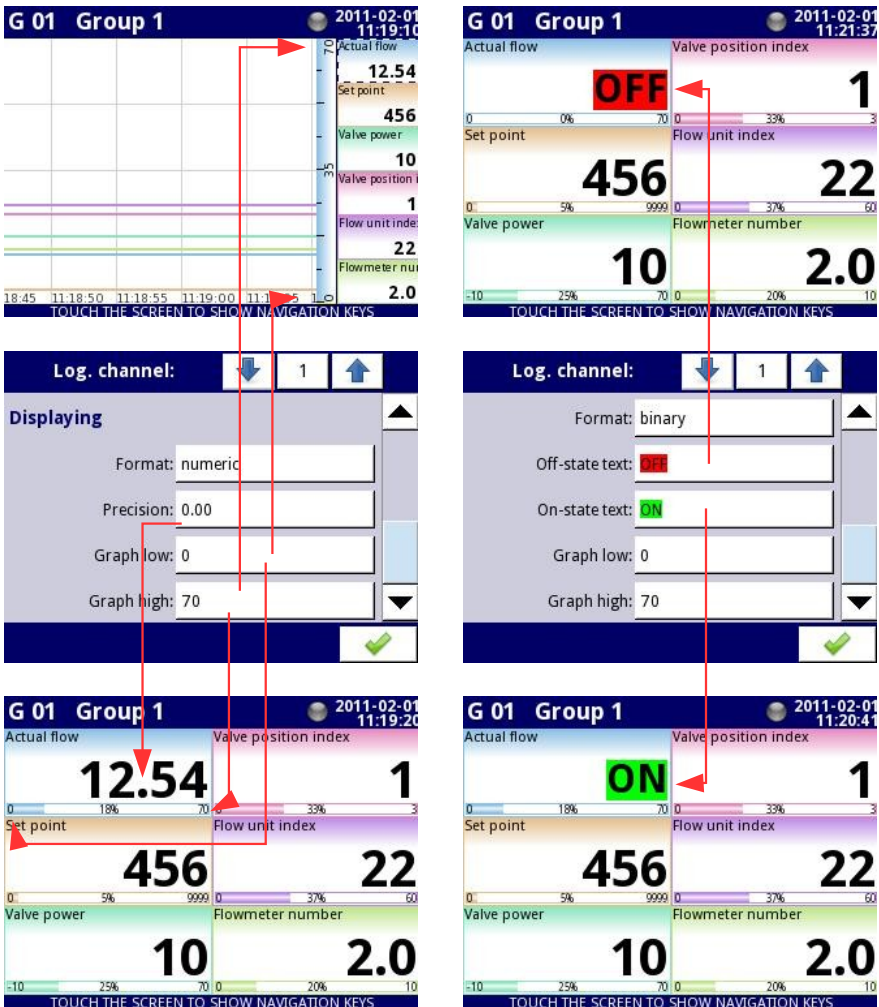 G 01 Group 1
2011-02-01
11:19:10
70
35
0
Actual flow
12.54
Set point
456
Valve power
10
Valve position i
1
Flow unit inde
22
Flowmeter nu
2.0
18:45 11:18:50 11:18:55 11:19:00
TOUCH THE SCREEN TO SHOW NAVIGATION KEYS
G 01 Group 1
2011-02-01
11:21:37
Actual flow
OFF
0 0% 70
Valve position index
1
0 33% 3
Set point
456
0 5% 9999
Flow unit index
22
0 37% 60
Valve power
10
-10 25% 70
Flowmeter number
2.0
0 20% 10
TOUCH THE SCREEN TO SHOW NAVIGATION KEYS
Log. channel: 1
Displaying
Format: numeric
Precision: 0.00
Graph low: 0
Graph high: 70
Log. channel: 1
Format: binary
Off-state text: OFF
On-state text: ON
Graph low: 0
Graph high: 70
G 01 Group 1
2011-02-01
11:19:20
Actual flow
12.54
0 18% 70
Valve position index
1
0 33% 3
Set point
456
0 5% 9999
Flow unit index
22
0 37% 60
Valve power
10
-10 25% 70
Flowmeter number
2.0
0 20% 10
TOUCH THE SCREEN TO SHOW NAVIGATION KEYS
G 01 Group 1
2011-02-01
11:20:41
Actual flow
ON
0 18% 70
Valve position index
1
0 33% 3
Set point
456
0 5% 9999
Flow unit index
22
0 37% 60
Valve power
10
-10 25% 70
Flowmeter number
2.0
0 20% 10
TOUCH THE SCREEN TO SHOW NAVIGATION KEYS